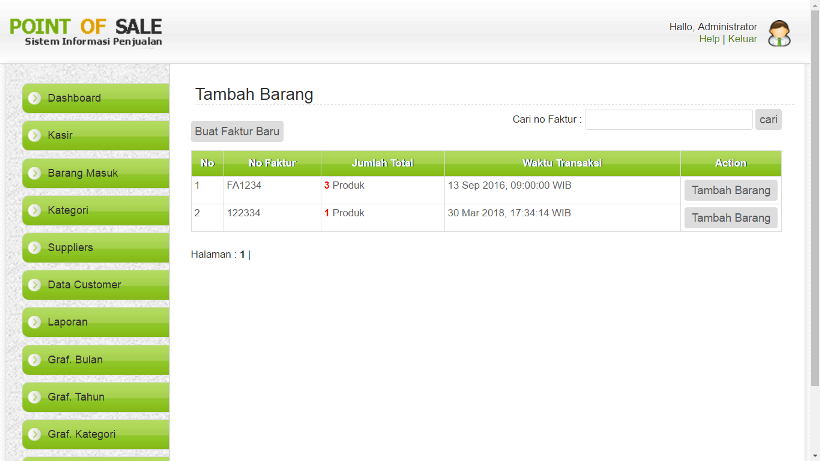 POINT OF SALE
Sistem Informasi Penjualan
Hallo, Administrator
Help | Keluar
Dashboard
Kasir
Barang Masuk
Kategori
Suppliers
Data Customer
Laporan
Graf. Bulan
Graf. Tahun
Graf. Kategori
Tambah Barang
Cari no Faktur : cari
Buat Faktur Baru
No No Faktur Jumlah Total Waktu Transaksi Action
1 FA1234 3 Produk 13 Sep 2016, 09:00:00 WIB Tambah Barang
2 122334 1 Produk 30 Mar 2018, 17:34:14 WIB Tambah Barang
Halaman : 1 |